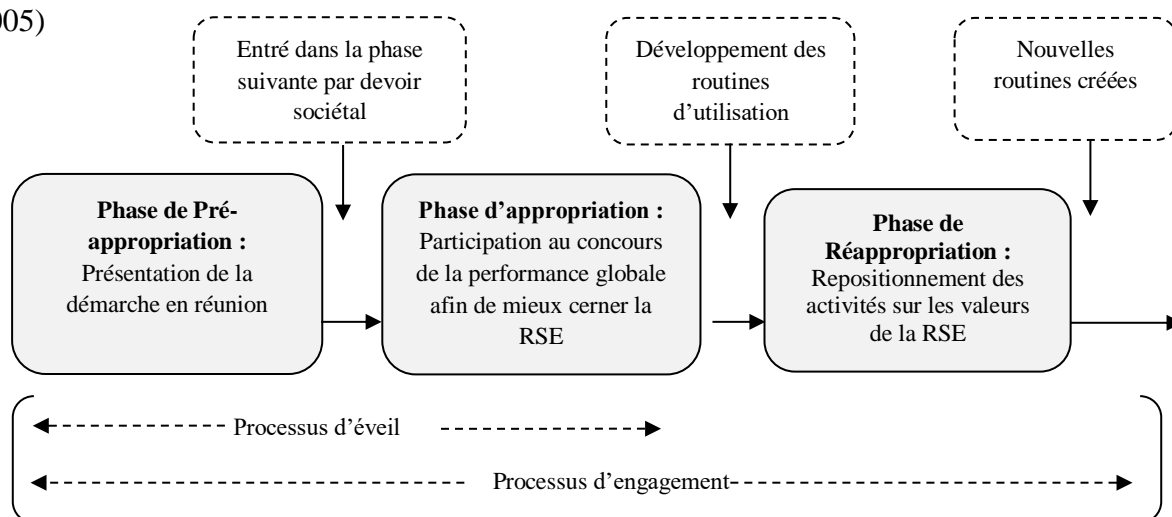 005)
Entré dans la phase
suivante par devoir
sociétal
Développement des
routines
d’utilisation
Nouvelles
routines créées
Phase de Pré-
appropriation :
Présentation de la
démarche en réunion
Phase d’appropriation :
Participation au concours
de la performance globale
afin de mieux cerner la
RSE
Phase de
Réappropriation :
Repositionnement des
activités sur les valeurs
de la RSE
Processus d’éveil
Processus d’engagement